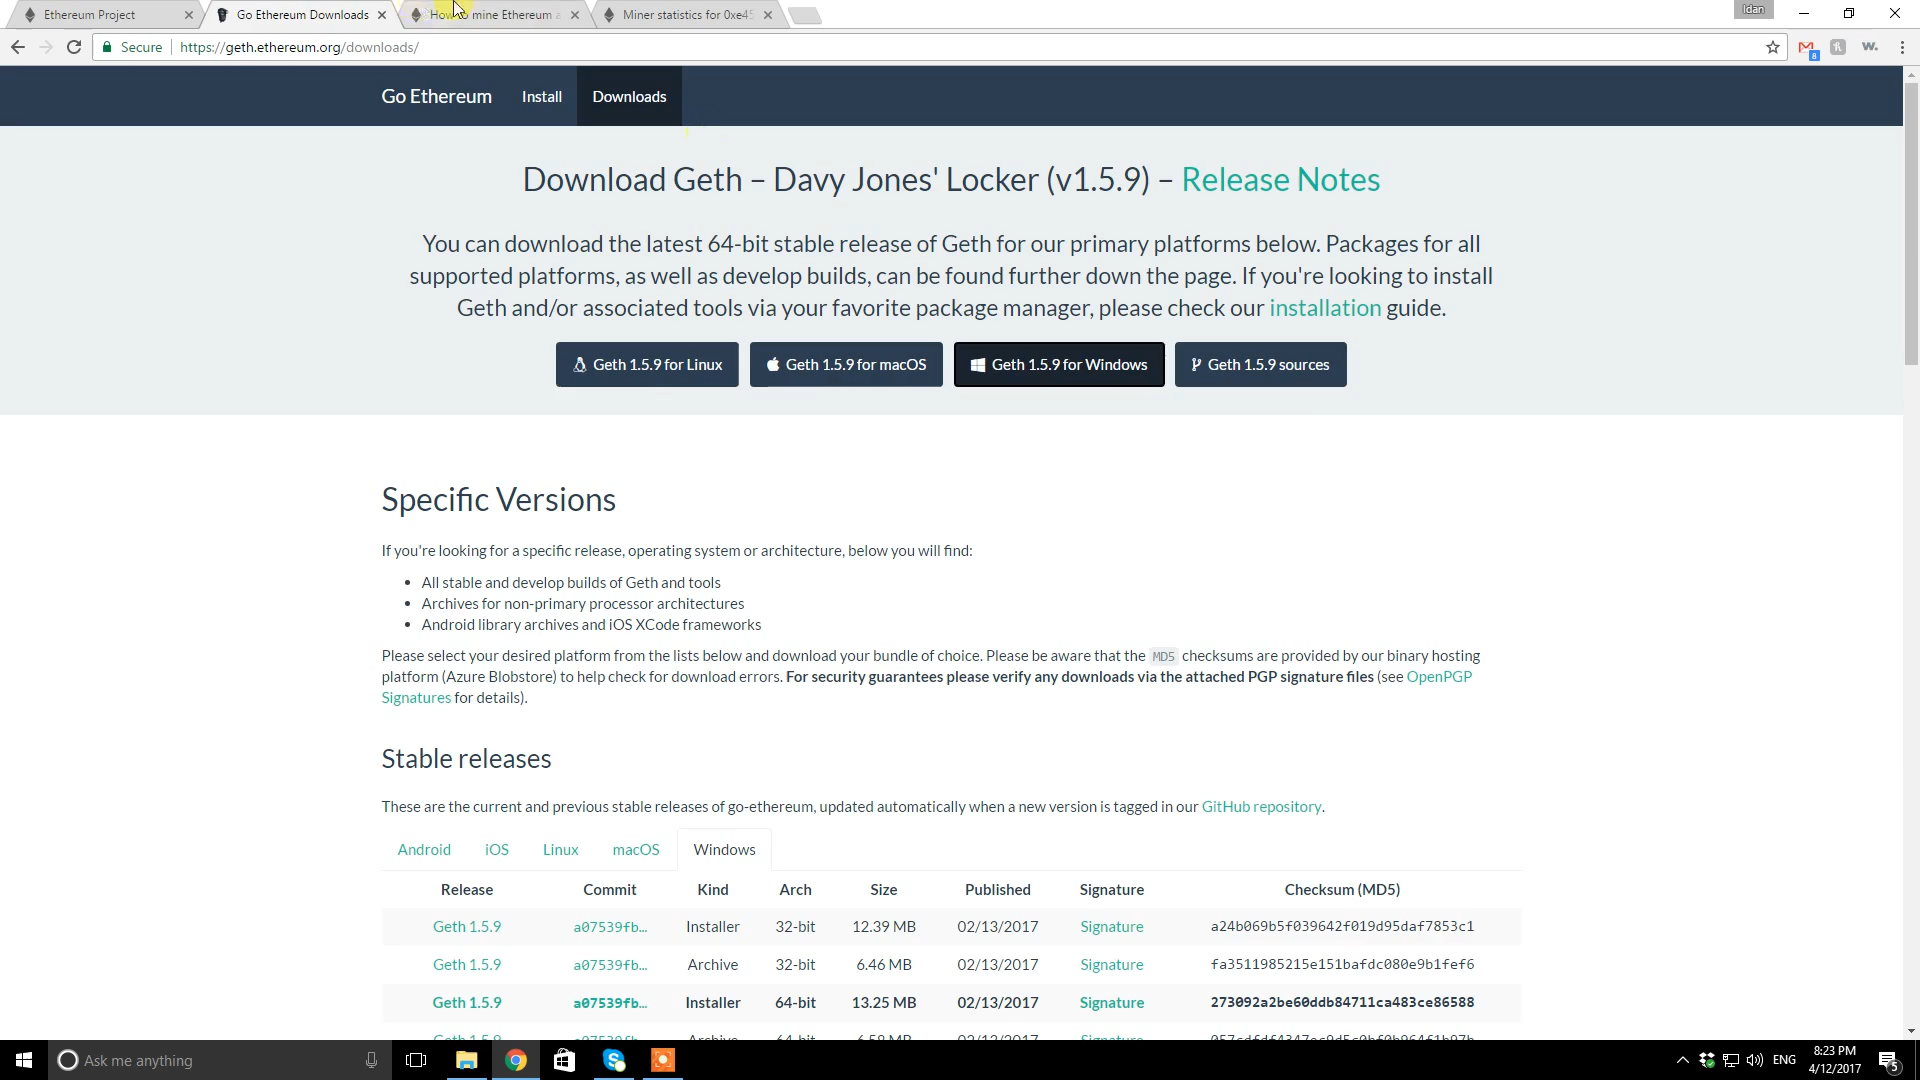 Ethereum Project
Go Ethereum Downloads
How to mine Ethereum a
Miner statistics for 0xe45
Idan
Secure
https://geth.ethereum.org/downloads/
8
W.
Go Ethereum
Install
Downloads
Download Geth – Davy Jones' Locker (v1.5.9) – Release Notes
You can download the latest 64-bit stable release of Geth for our primary platforms below. Packages for all
supported platforms, as well as develop builds, can be found further down the page. If you're looking to install
Geth and/or associated tools via your favorite package manager, please check our installation guide.
Geth 1.5.9 for Linux
Geth 1.5.9 for macOS
Geth 1.5.9 for Windows
Geth 1.5.9 sources
Specific Versions
If you're looking for a specific release, operating system or architecture, below you will find:
• All stable and develop builds of Geth and tools
• Archives for non-primary processor architectures
• Android library archives and iOS XCode frameworks
Please select your desired platform from the lists below and download your bundle of choice. Please be aware that the MD5 checksums are provided by our binary hosting
platform (Azure Blobstore) to help check for download errors. For security guarantees please verify any downloads via the attached PGP signature files (see OpenPGP
Signatures for details).
Stable releases
These are the current and previous stable releases of go-ethereum, updated automatically when a new version is tagged in our GitHub repository.
Android iOS Linux macOS Windows
Release Commit Kind Arch Size Published Signature Checksum (MD5)
Geth 1.5.9 a07539fb… Installer 32-bit 12.39 MB 02/13/2017 Signature a24b069b5f039642f019d95daf7853c1
Geth 1.5.9 a07539fb… Archive 32-bit 6.46 MB 02/13/2017 Signature fa3511985215e151bafdc080e9b1fef6
Geth 1.5.9 a07539fb… Installer 64-bit 13.25 MB 02/13/2017 Signature 273092a2be60ddb84711ca483ce86588
Ask me anything
ENG
8:23 PM
4/12/2017
5